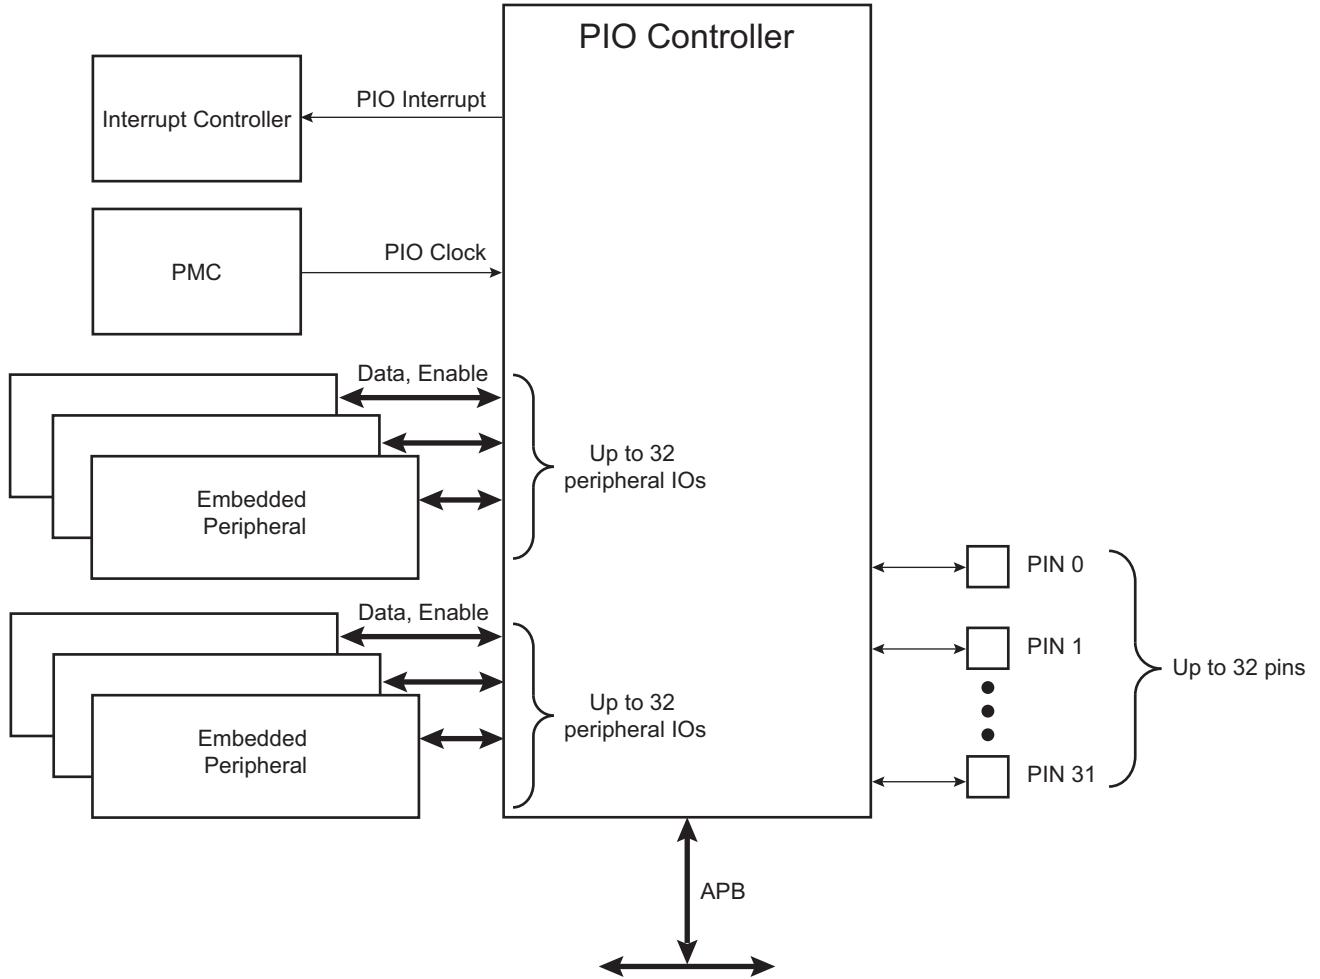 PIO Controller
Interrupt Controller
PIO Interrupt
PMC
PIO Clock
Data, Enable
Up to 32
peripheral IOs
Embedded
Peripheral
Data, Enable
Up to 32
peripheral IOs
Embedded
Peripheral
PIN 0
PIN 1
Up to 32 pins
PIN 31
APB